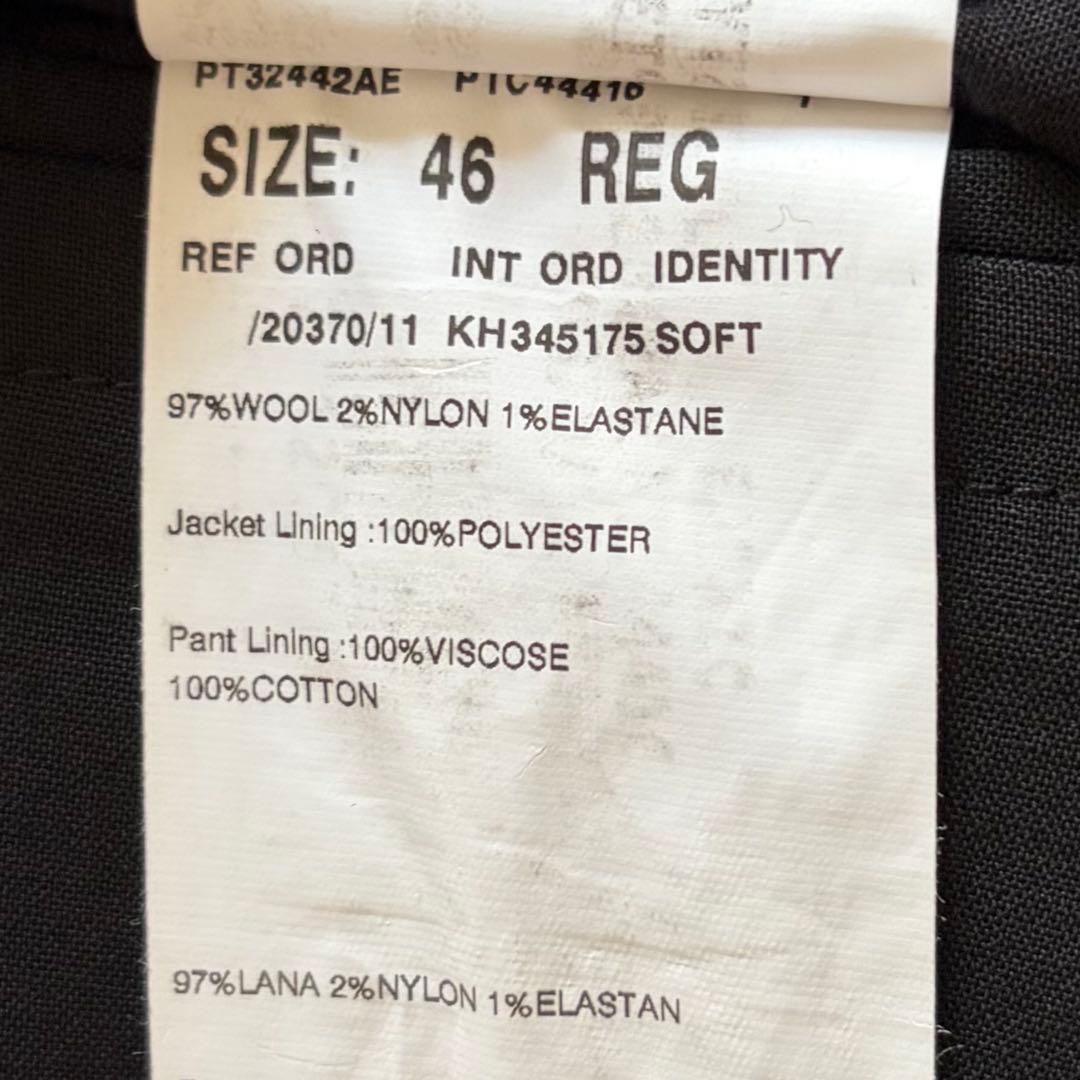 PT32442AE PTC44416
SIZE: 46 REG
REF ORD INT ORD IDENTITY
/20370/11 KH345175 SOFT
97%WOOL 2%NYLON 1%ELASTANE
Jacket Lining :100%POLYESTER
Pant Lining :100%VISCOSE
100%COTTON
97%LANA 2%NYLON 1%ELASTAN